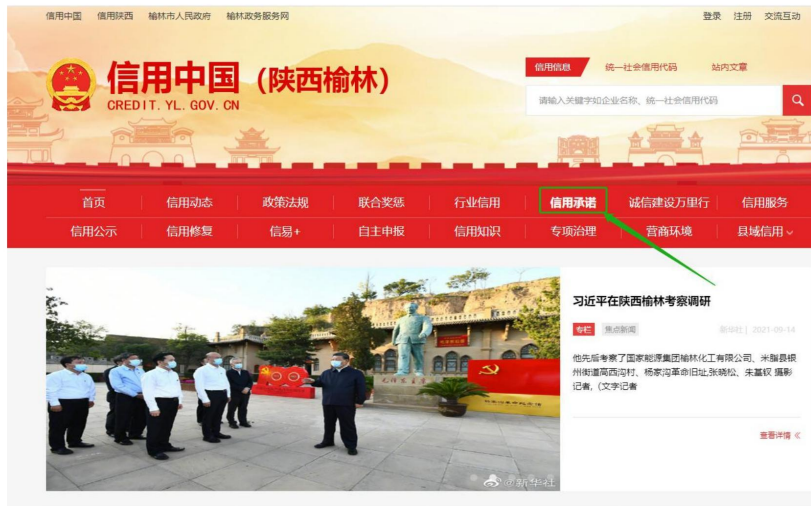 信用中国 信用陕西 榆林市人民政府 榆林政务服务网 登录 注册 交流互动
信用中国（陕西榆林）
CREDIT. YL. GOV. CN
信用信息 统一社会信用代码 站内文章
请输入关键字如企业名称、统一社会信用代码
首页 信用动态 政策法规 联合奖惩 行业信用 信用承诺 诚信建设万里行 信用服务
信用公示 信用修复 信易+ 自主申报 信用知识 专项治理 营商环境 县域信用
习近平在陕西榆林考察调研
专栏 焦点新闻 新华社 | 2021-09-14
他先后考察了国家能源集团榆林化工有限公司、米脂县银
州街道高西沟村、杨家沟革命旧址,张晓松、朱基钗 摄影
记者,（文字记者
查看详情 《
@新华社